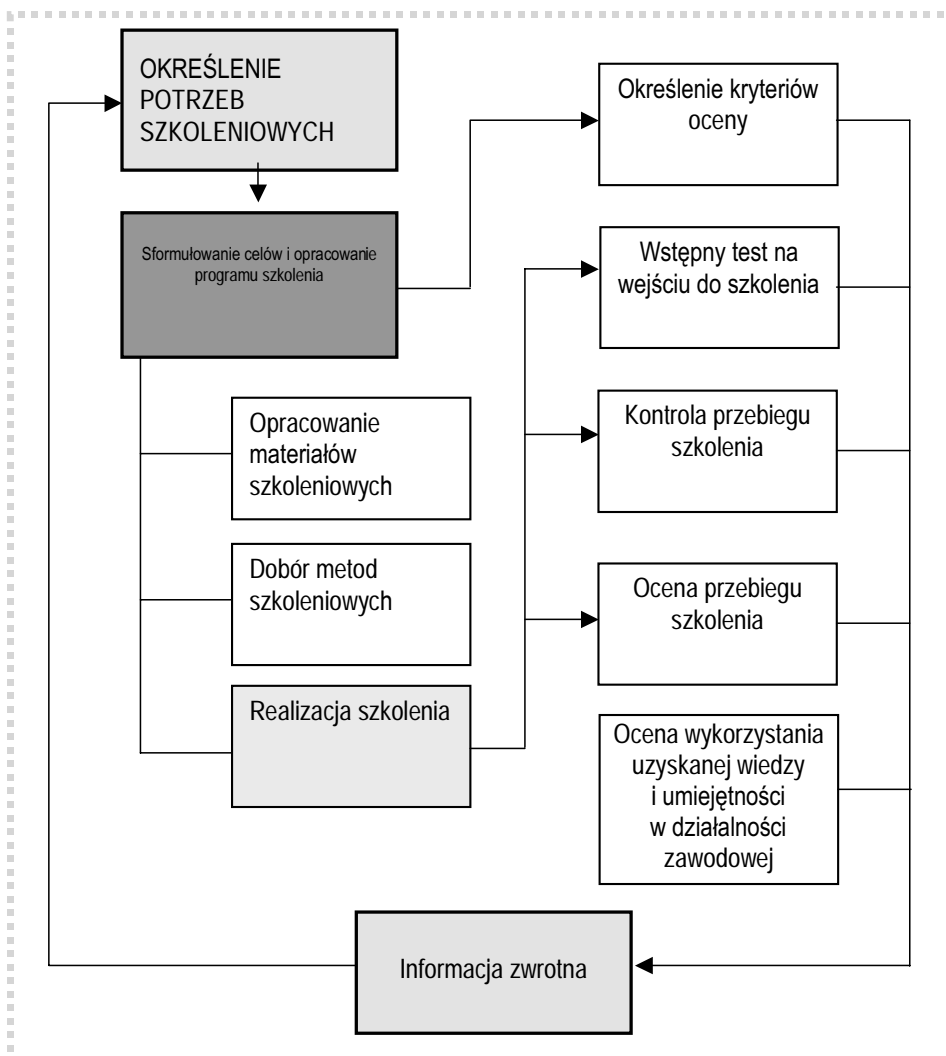 OKREŚLENIE
POTRZEB
SZKOLENIOWYCH
Sformułowanie celów i opracowanie
programu szkolenia
Opracowanie
materiałów
szkoleniowych
Dobór metod
szkoleniowych
Realizacja szkolenia
Określenie kryteriów
oceny
Wstępny test na
wejściu do szkolenia
Kontrola przebiegu
szkolenia
Ocena przebiegu
szkolenia
Ocena wykorzystania
uzyskanej wiedzy
i umiejętności
w działalności
zawodowej
Informacja zwrotna